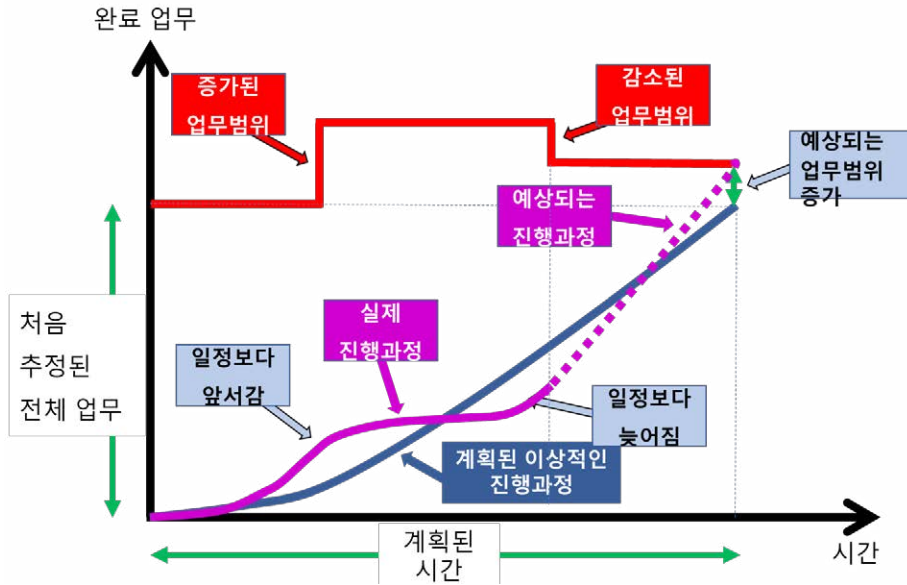 완료 업무
증가된
업무범위
감소된
업무범위
예상되는
업무범위
증가
예상되는
진행과정
처음
추정된
전체 업무
실제
진행과정
일정보다
앞서감
일정보다
늦어짐
계획된 이상적인
진행과정
계획된
시간
시간